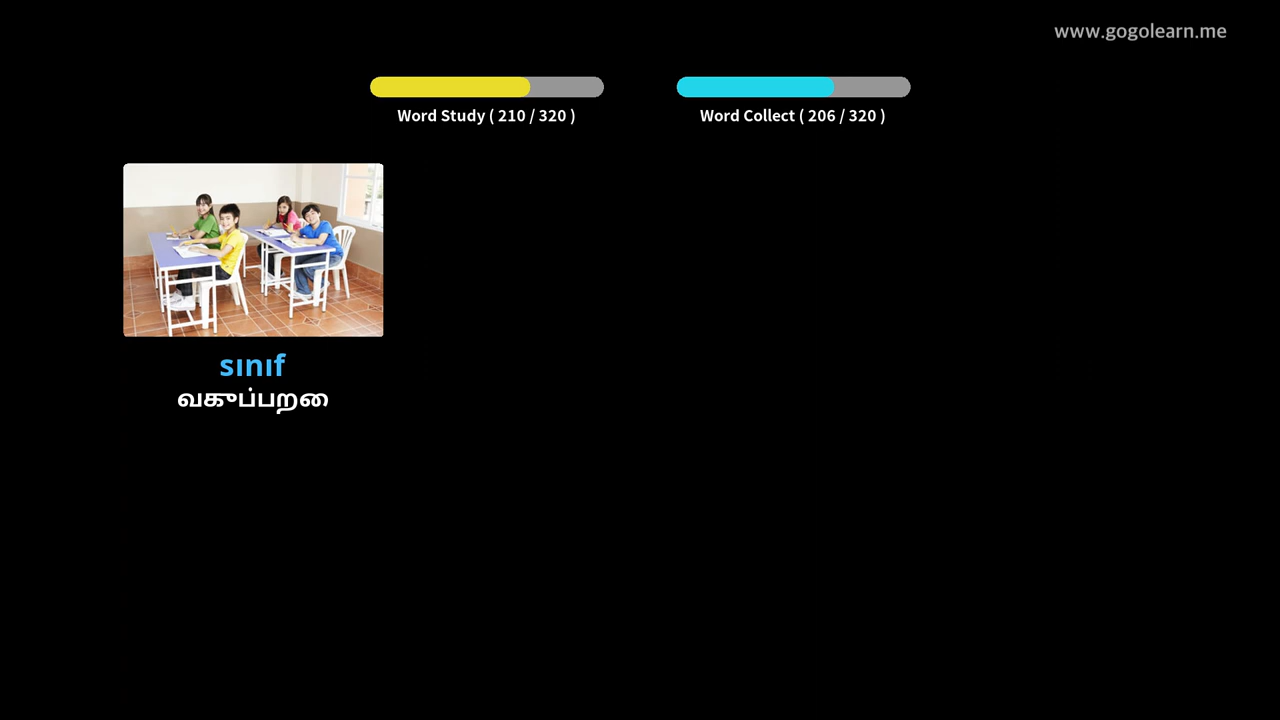 www.gogolearn.me
Word Study ( 210 / 320 )
Word Collect ( 206 / 320 )
sınıf
வகுப்பறை